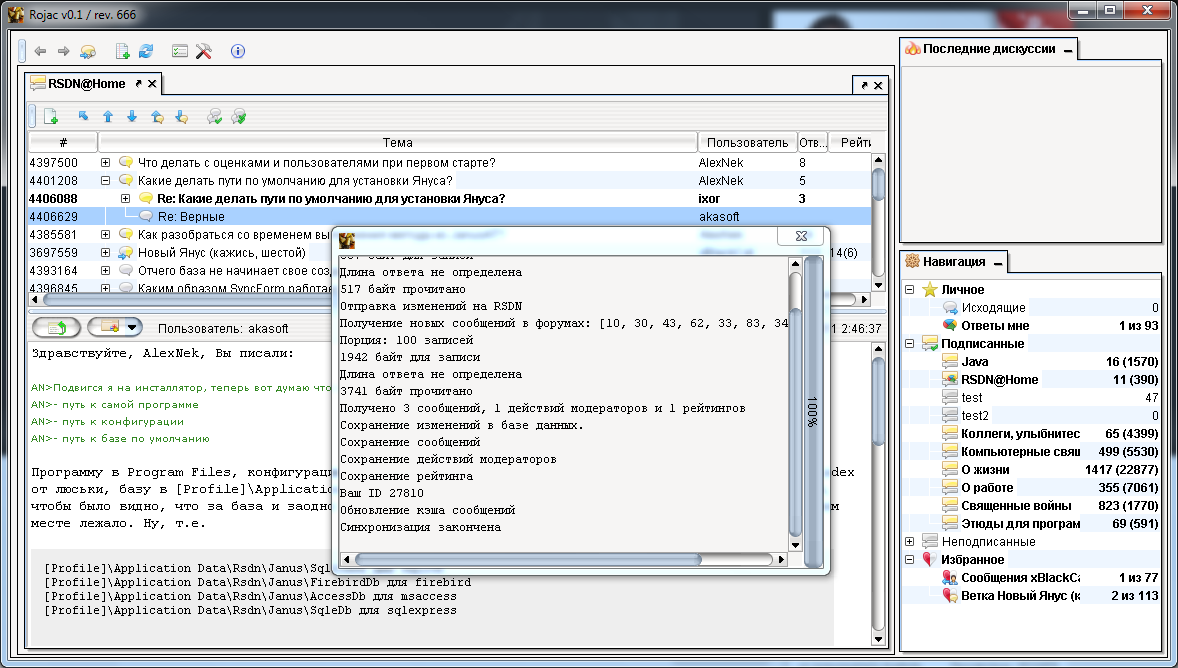 Rojac v0.1 / rev. 666
RSDN@Home
# Тема Пользователь Отв... Рейти
4397500 Что делать с оценками и пользователями при первом старте? AlexNek 8
4401208 Какие делать пути по умолчанию для установки Януса? AlexNek 5
4406088 Re: Какие делать пути по умолчанию для установки Януса? ixor 3
4406629 Re: Верные akasoft
4385581 Как разобраться со временем вы
3697559 Новый Янус (кажись, шестой) 14(6)
4393164 Отчего база не начинает свое соз
4396845 Каким образом SyncForm работае
Пользователь: akasoft 1 2:46:37
Здравствуйте, AlexNek, Вы писали:
AN>Подвигся я на инсталлятор, теперь вот думаю что
AN>- путь к самой программе
AN>- путь к конфигурации
AN>- путь к базе по умолчанию
Программу в Program Files, конфигураци dex
от люськи, базу в [Profile]\Applicatio
чтобы было видно, что за база и заодно м
месте лежало. Ну, т.е.
[Profile]\Application Data\Rsdn\Janus\Sql
[Profile]\Application Data\Rsdn\Janus\FirebirdDb для firebird
[Profile]\Application Data\Rsdn\Janus\AccessDb для msaccess
[Profile]\Application Data\Rsdn\Janus\SqleDb для sqlexpress
Длина ответа не определена
517 байт прочитано
Отправка изменений на RSDN
Получение новых сообщений в форумах: [10, 30, 43, 62, 33, 83, 34
Порция: 100 записей
1942 байт для записи
Длина ответа не определена
3741 байт прочитано
Получено 3 сообщений, 1 действий модераторов и 1 рейтингов
Сохранение изменений в базе данных.
Сохранение сообщений
Сохранение действий модераторов
Сохранение рейтинга
Ваш ID 27810
Обновление кэша сообщений
Синхронизация закончена
100%
Последние дискуссии
Навигация
Личное
Исходящие 0
Ответы мне 1 из 93
Подписанные
Java 16 (1570)
RSDN@Home 11 (390)
test 47
test2 0
Коллеги, улыбнитес 65 (4399)
Компьютерные свящ 499 (5530)
О жизни 1417 (22877)
О работе 355 (7061)
Священные войны 823 (1770)
Этюды для програм 69 (591)
Неподписанные
Избранное
Сообщения xBlackCa 1 из 77
Ветка Новый Янус (к 2 из 113